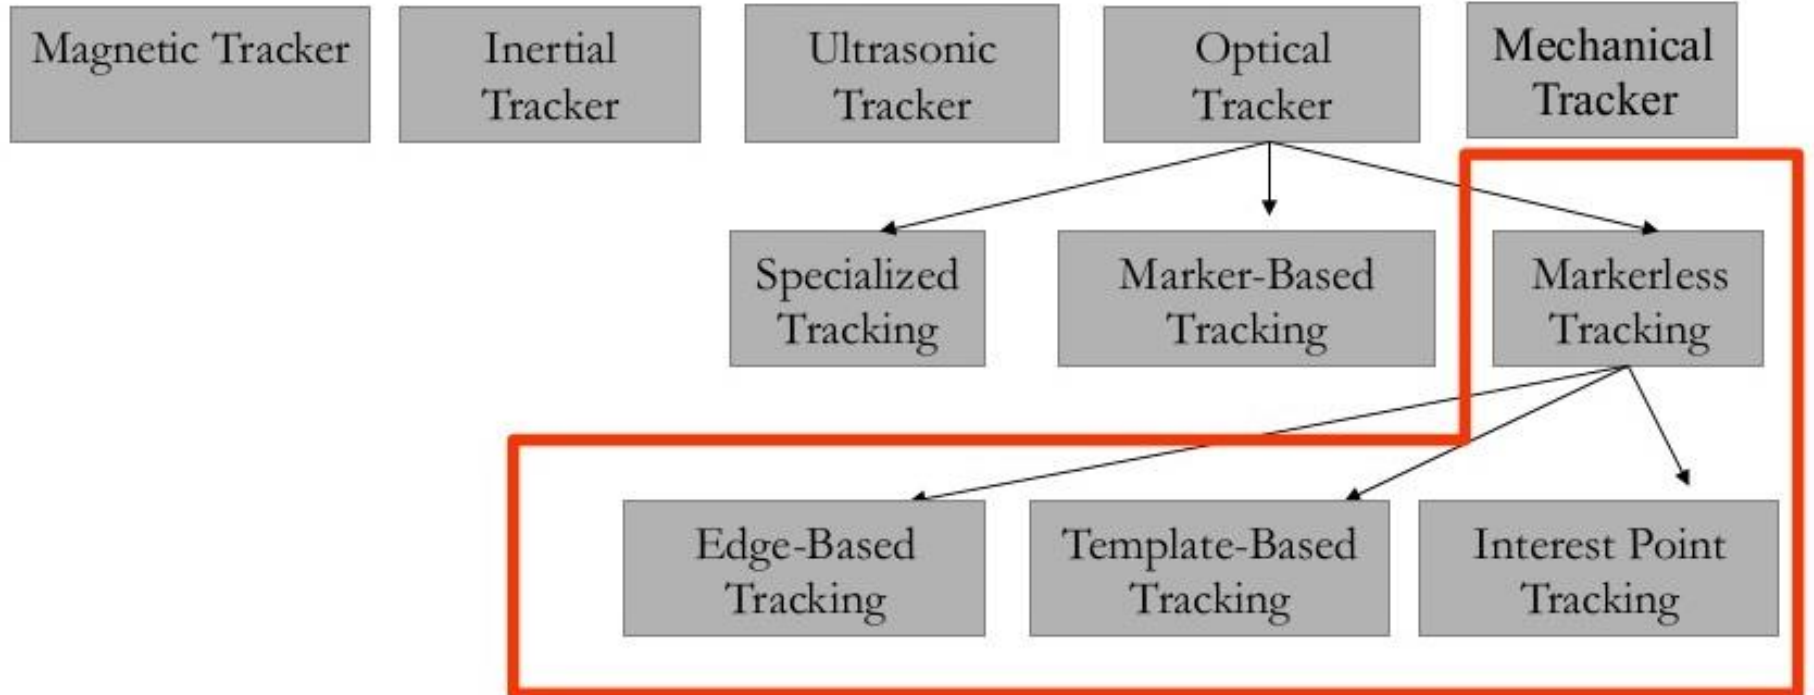 Magnetic Tracker
Inertial
Tracker
Ultrasonic
Tracker
Optical
Tracker
Mechanical
Tracker
Specialized
Tracking
Marker-Based
Tracking
Markerless
Tracking
Edge-Based
Tracking
Template-Based
Tracking
Interest Point
Tracking